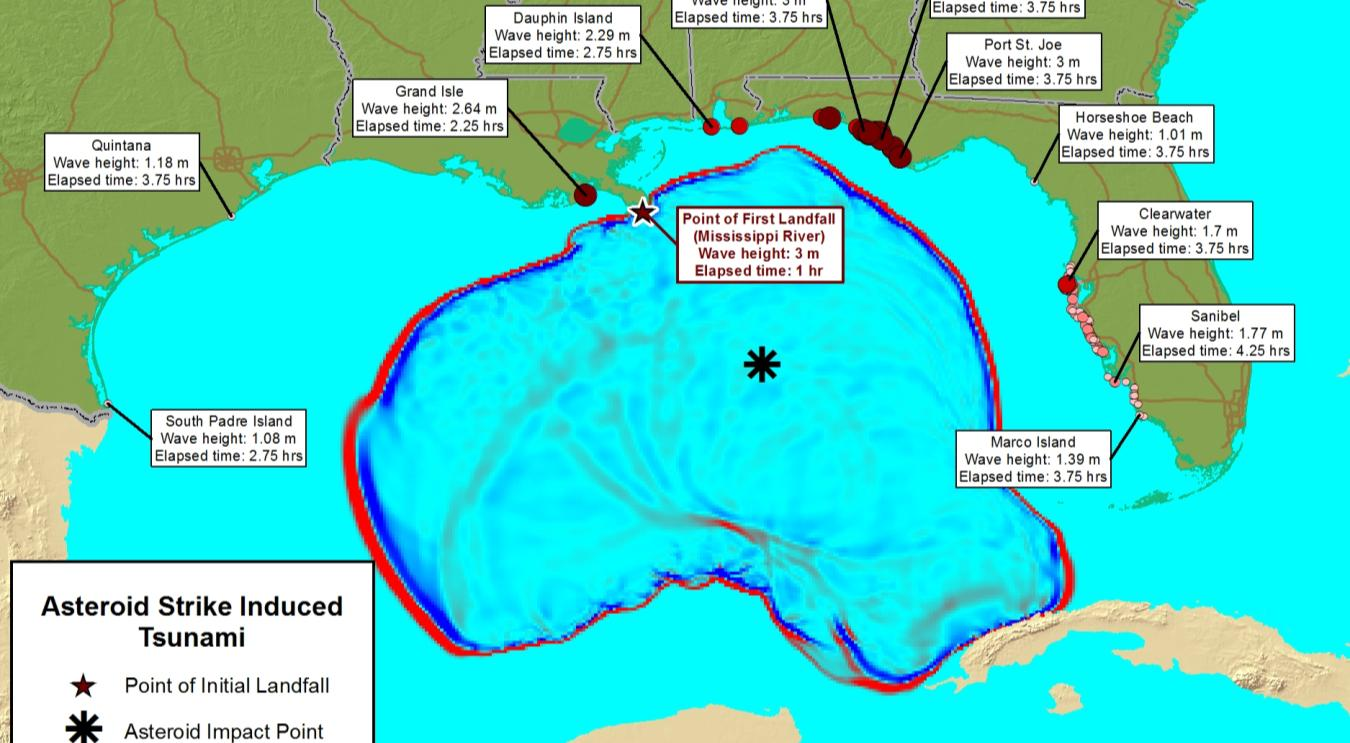 Wave height: 3 m
Elapsed time: 3.75 hrs
Elapsed time: 3.75 hrs
Dauphin Island
Wave height: 2.29 m
Elapsed time: 2.75 hrs
Port St. Joe
Wave height: 3 m
Elapsed time: 3.75 hrs
Grand Isle
Wave height: 2.64 m
Elapsed time: 2.25 hrs
Horseshoe Beach
Wave height: 1.01 m
Elapsed time: 3.75 hrs
Quintana
Wave height: 1.18 m
Elapsed time: 3.75 hrs
Point of First Landfall
(Mississippi River)
Wave height: 3 m
Elapsed time: 1 hr
Clearwater
Wave height: 1.7 m
Elapsed time: 3.75 hrs
Sanibel
Wave height: 1.77 m
Elapsed time: 4.25 hrs
South Padre Island
Wave height: 1.08 m
Elapsed time: 2.75 hrs
Marco Island
Wave height: 1.39 m
Elapsed time: 3.75 hrs
Asteroid Strike Induced
Tsunami
Point of Initial Landfall
Asteroid Impact Point